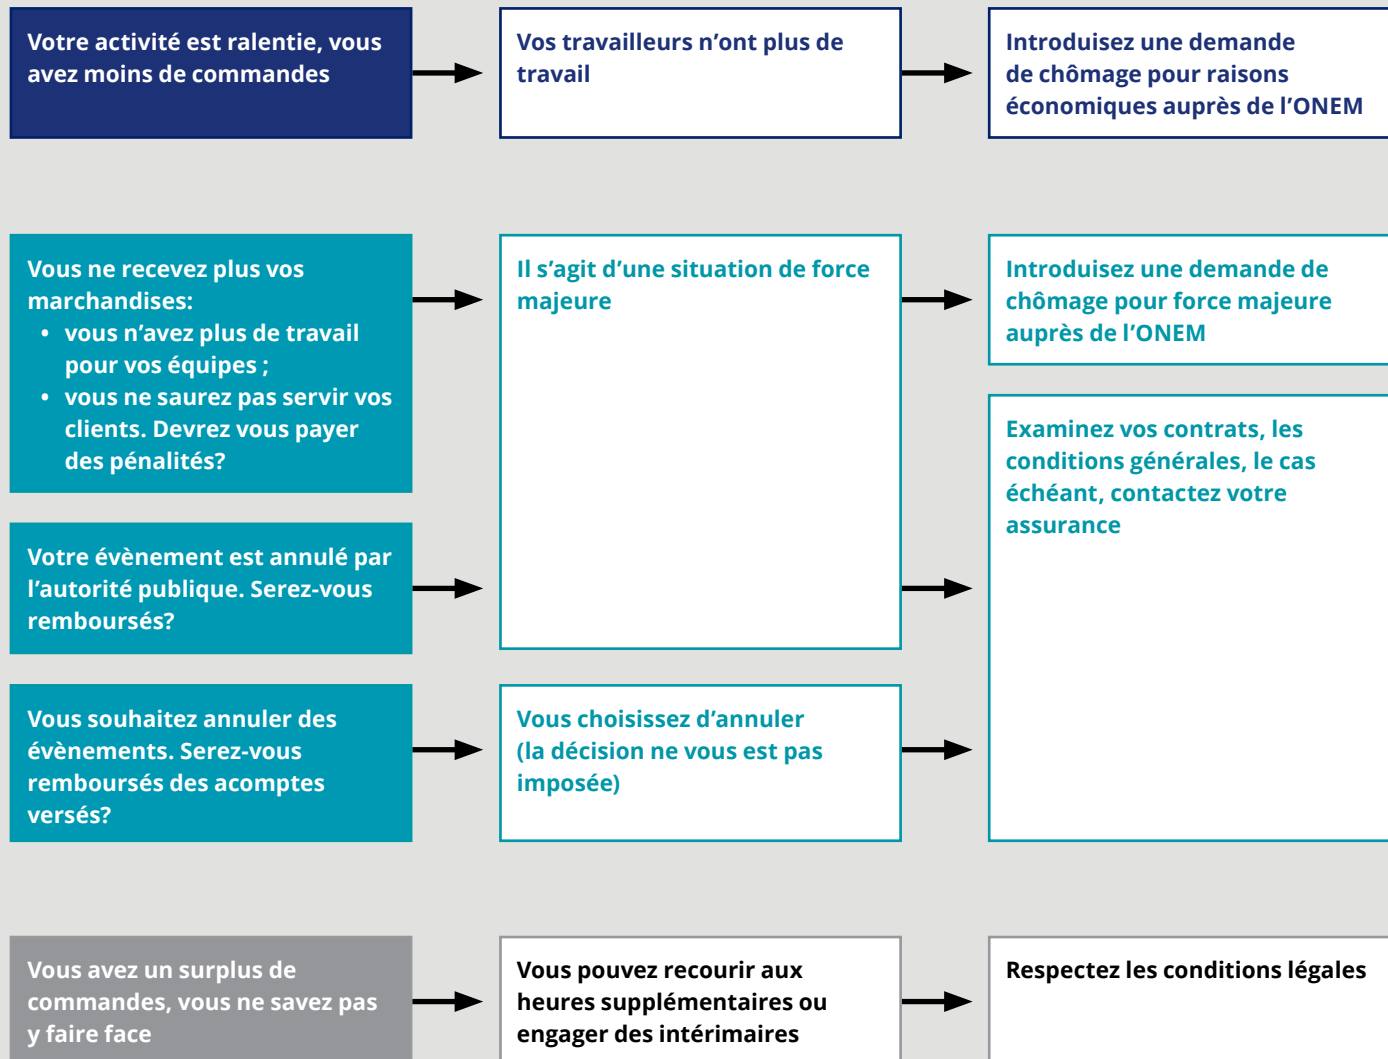 Votre activité est ralentie, vous
avez moins de commandes
Vos travailleurs n'ont plus de
travail
Introduisez une demande
de chômage pour raisons
économiques auprès de l'ONEM
Vous ne recevez plus vos
marchandises:
• vous n'avez plus de travail
pour vos équipes ;
• vous ne saurez pas servir vos
clients. Devrez vous payer
des pénalités?
Il s'agit d'une situation de force
majeure
Introduisez une demande de
chômage pour force majeure
auprès de l'ONEM
Examinez vos contrats, les
conditions générales, le cas
échéant, contactez votre
assurance
Votre évènement est annulé par
l'autorité publique. Serez-vous
remboursés?
Vous souhaitez annuler des
évènements. Serez-vous
remboursés des acomptes
versés?
Vous choisissez d'annuler
(la décision ne vous est pas
imposée)
Vous avez un surplus de
commandes, vous ne savez pas
y faire face
Vous pouvez recourir aux
heures supplémentaires ou
engager des intérimaires
Respectez les conditions légales